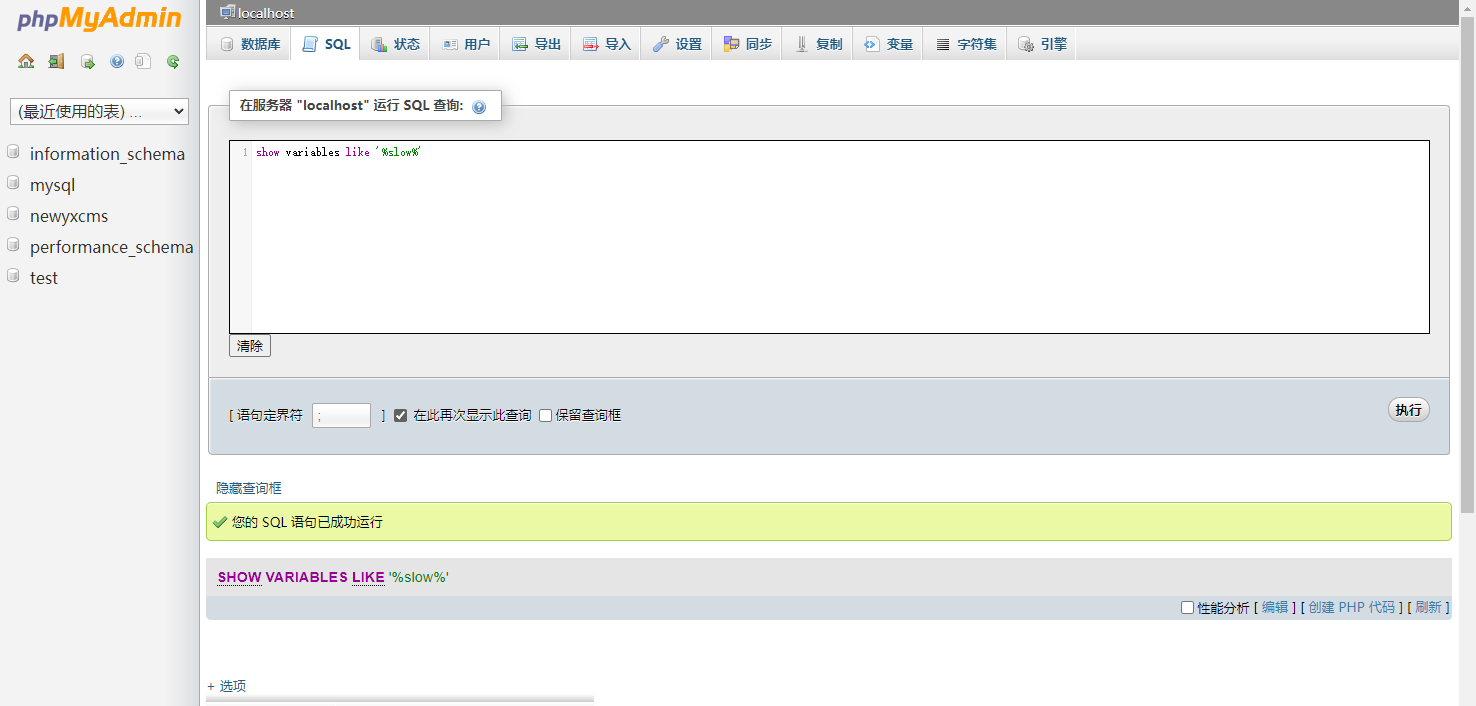 phpMyAdmin
(最近使用的表) ...
information_schema
mysql
newyxcms
performance_schema
test
localhost
数据库 SQL 状态 用户 导出 导入 设置 同步 复制 变量 字符集 引擎
在服务器 "localhost" 运行 SQL 查询:
1 show variables like '%slow%'
清除
[ 语句定界符 ; ] 在此再次显示此查询 保留查询框 执行
隐藏查询框
您的 SQL 语句已成功运行
SHOW VARIABLES LIKE '%slow%'
性能分析 [ 编辑 ] [ 创建 PHP 代码 ] [ 刷新 ]
+ 选项